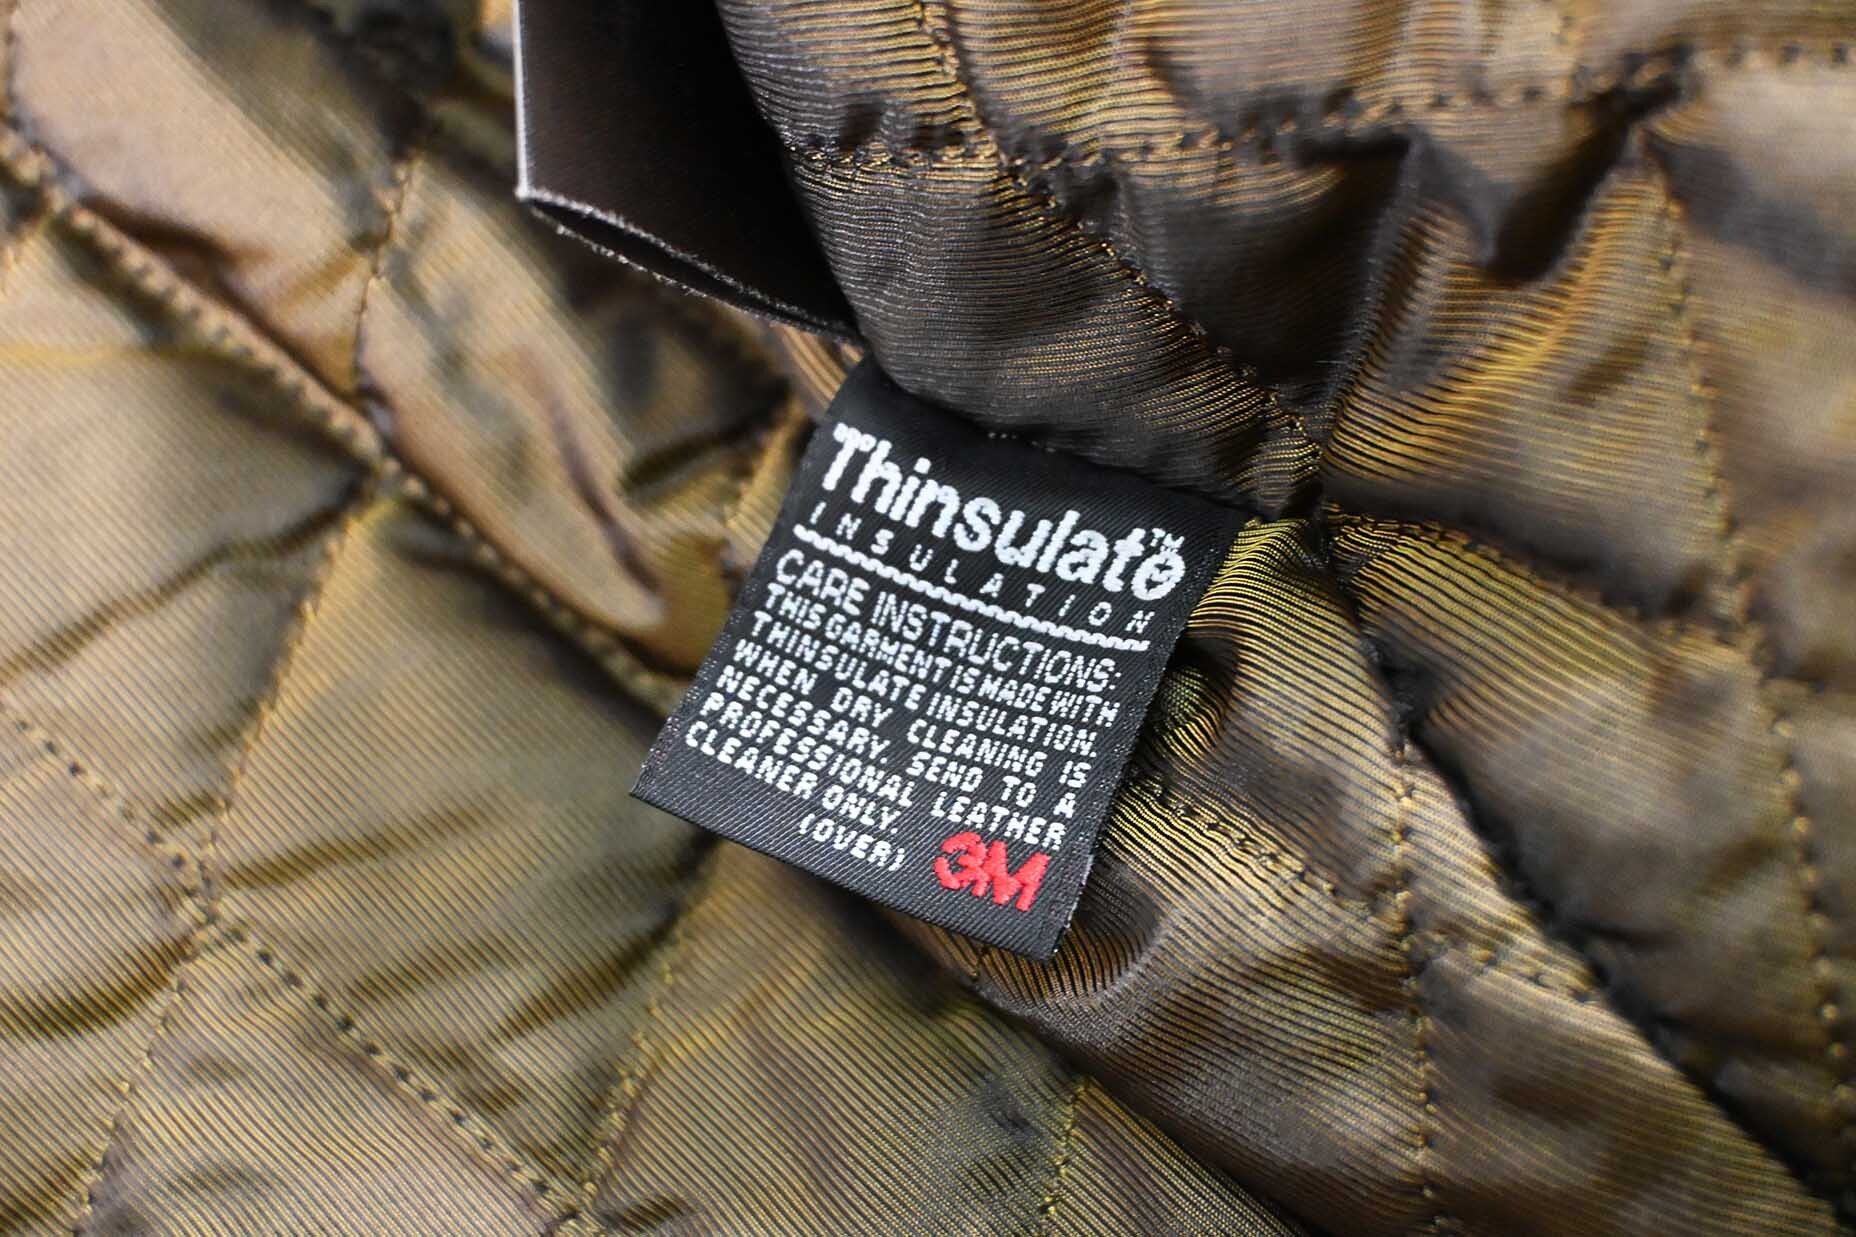 Thinsulate™
INSULATION
CARE INSTRUCTIONS:
THIS GARMENT IS MADE WITH
THINSULATE INSULATION.
WHEN DRY CLEANING IS
NECESSARY. SEND TO A
PROFESSIONAL LEATHER
CLEANER ONLY.
(OVER)
3M